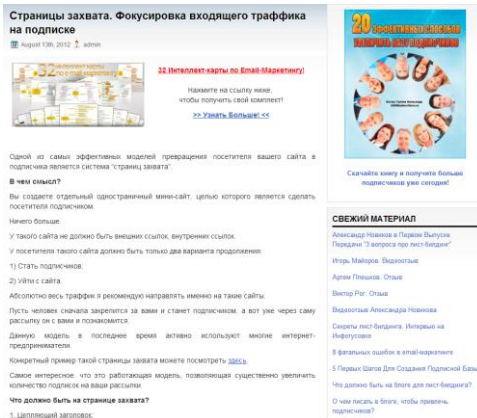 Страницы захвата. Фокусировка входящего траффика
на подписке
August 13th, 2012 admin
32 Интеллект-карты по Email-Маркетингу!
Нажмите на ссылку ниже,
чтобы получить свой комплект!
>> Узнать Больше! <<
Одной из самых эффективных моделей превращения посетителя вашего сайта в
подписчика является система "страниц захвата".
В чем смысл?
Вы создаете отдельный одностраничный мини-сайт, целью которого является сделать
посетителя подписчиком.
Ничего больше.
У такого сайта не должно быть внешних ссылок, внутренних ссылок.
У посетителя такого сайта должно быть только два варианта продолжения:
1) Стать подписчиков;
2) Уйти с сайта.
Абсолютно весь траффик я рекомендую направлять именно на такие сайты.
Пусть человек сначала закрепится за вами и станет подписчиком, а вот уже через саму
рассылку он с вами и познакомится.
Данную модель в последнее время активно используют многие интернет-
предприниматели.
Конкретный пример такой страницы захвата можете посмотреть здесь.
Самое интересное, что это работающая модель, позволяющая существенно увеличить
количество подписок на ваши рассылки.
Что должно быть на странице захвата?
1. Цепляющий заголовок;
20 ЭФФЕКТИВНЫХ СПОСОБОВ
ПОДПИСЧИКОВ
Скачайте книгу и получите больше
подписчиков уже сегодня!
СВЕЖИЙ МАТЕРИАЛ
Александр Новиков в Первом Выпуске
Передачи "3 вопроса про лист-билдинг"
Игорь Майоров. Видеоотзыв
Артем Плешков. Отзыв
Виктор Рог. Отзыв
Видеоотзыв Александра Новикова
Секреты лист-билдинга. Интервью на
Инфогусовке
8 фатальных ошибок в email-маркетинге
5 Первых Шагов Для Создания Подписной Базы
Что должно быть на блоге для лист-билдинга?
О чем писать в блоге, чтобы привлечь
подписчиков?